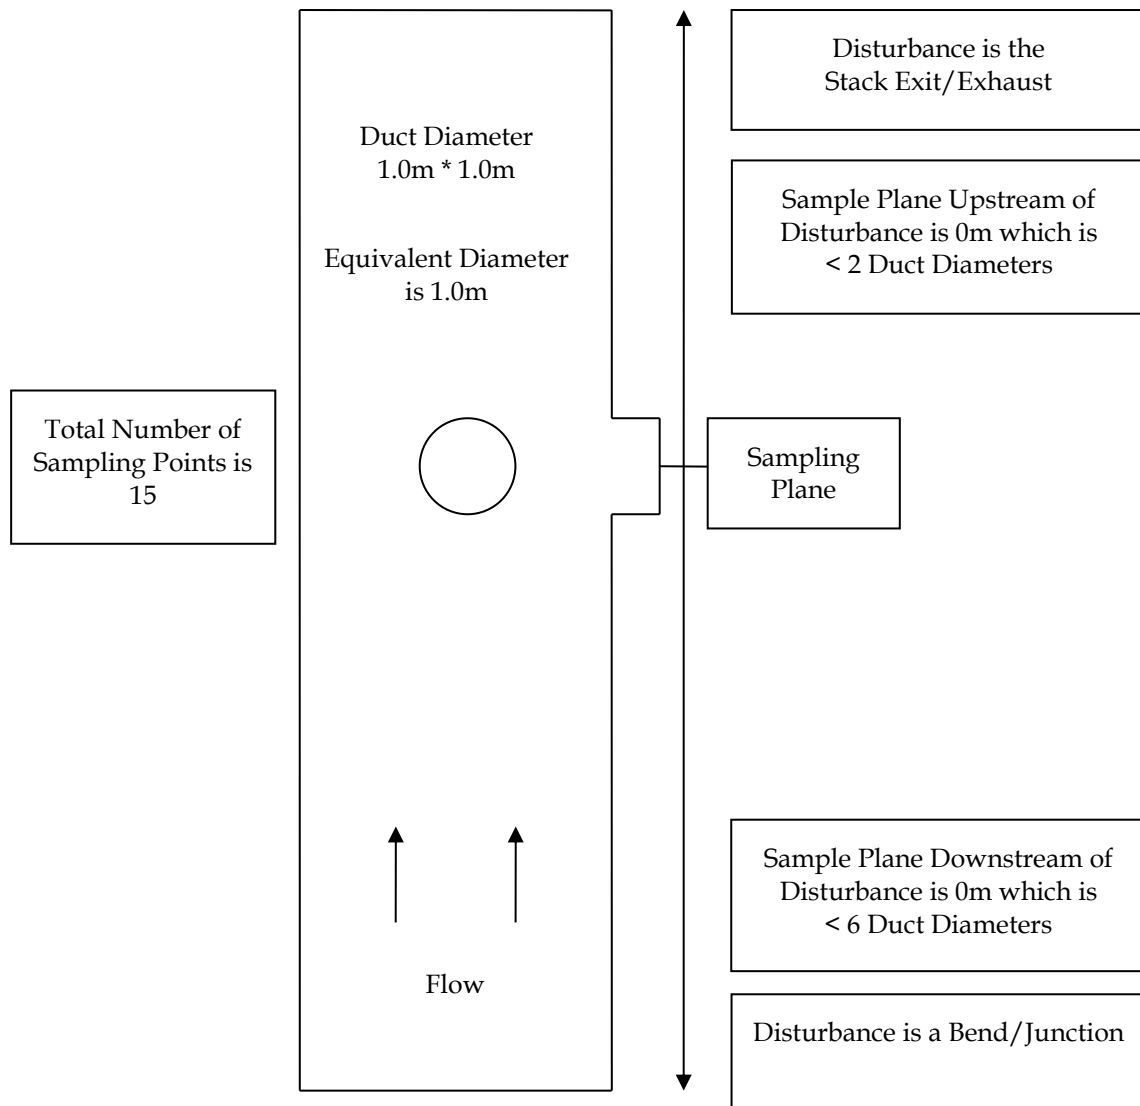 Disturbance is the
Stack Exit/Exhaust
Duct Diameter
1.0m * 1.0m
Sample Plane Upstream of
Disturbance is 0m which is
< 2 Duct Diameters
Equivalent Diameter
is 1.0m
Total Number of
Sampling Points is
15
Sampling
Plane
Sample Plane Downstream of
Disturbance is 0m which is
< 6 Duct Diameters
Flow
Disturbance is a Bend/Junction